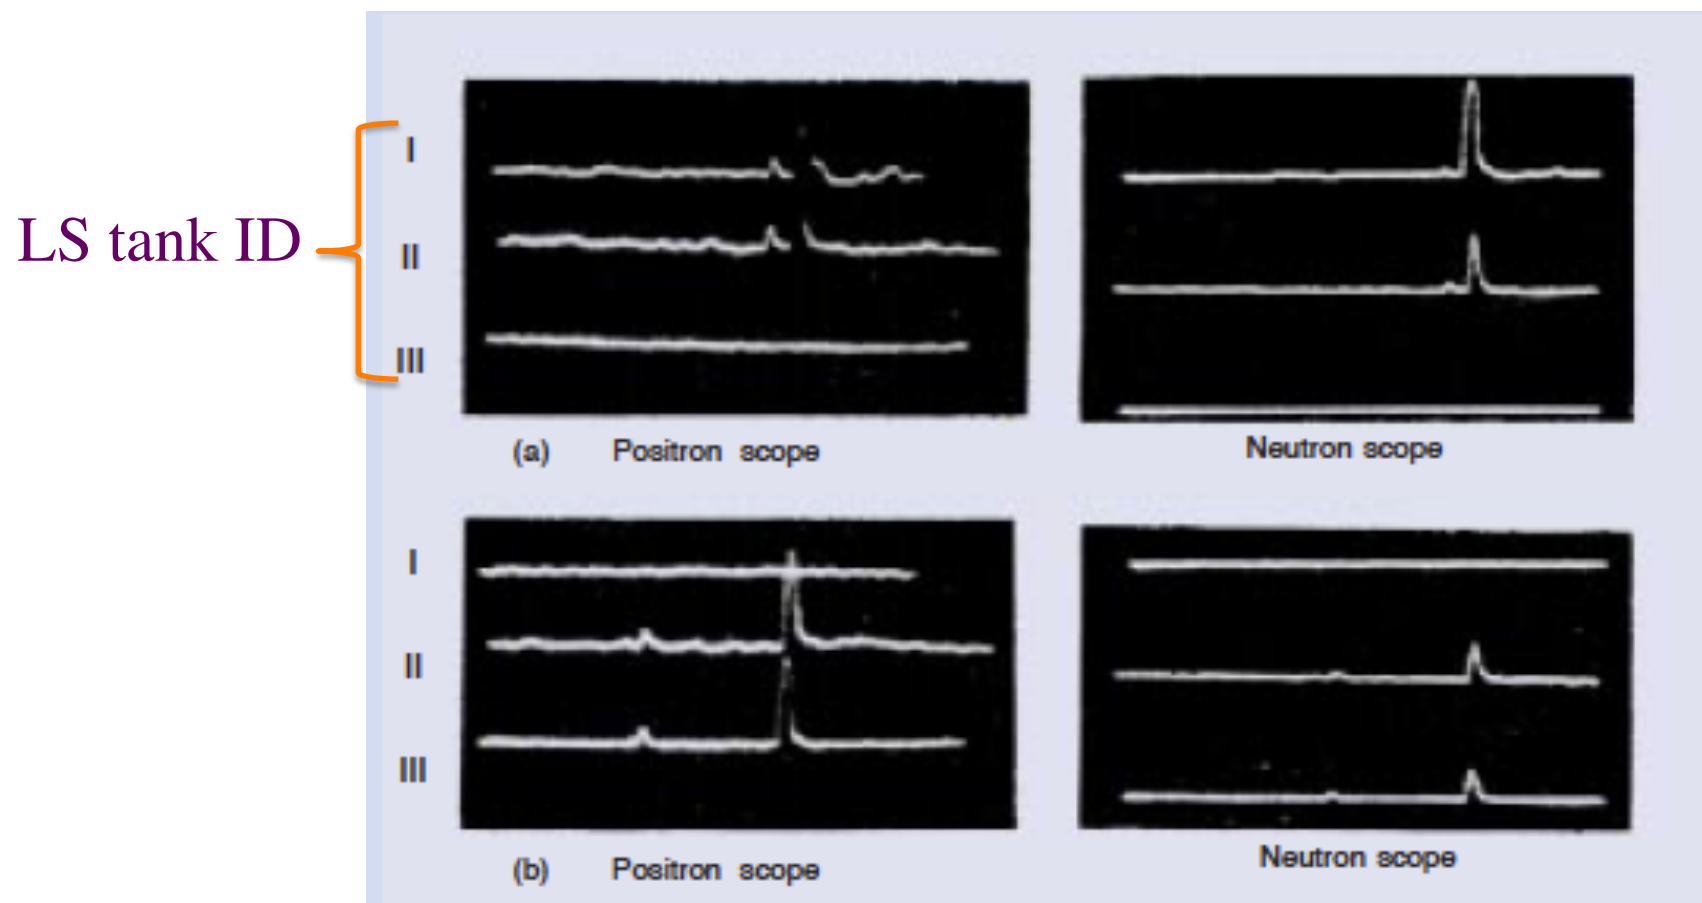 LS tank ID
I
II
III
(a) Positron scope
Neutron scope
I
II
III
(b) Positron scope
Neutron scope